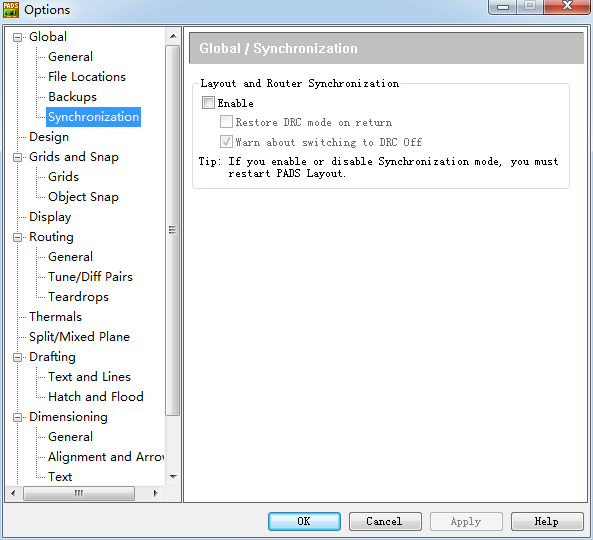 PADS
Options
Global
General
File Locations
Backups
Synchronization
Design
Grids and Snap
Grids
Object Snap
Display
Routing
General
Tune/Diff Pairs
Teardrops
Thermals
Split/Mixed Plane
Drafting
Text and Lines
Hatch and Flood
Dimensioning
General
Alignment and Arrow
Text
Global / Synchronization
Layout and Router Synchronization
Enable
Restore DRC mode on return
Warn about switching to DRC Off
Tip: If you enable or disable Synchronization mode, you must
restart PADS Layout.
OK
Cancel
Apply
Help